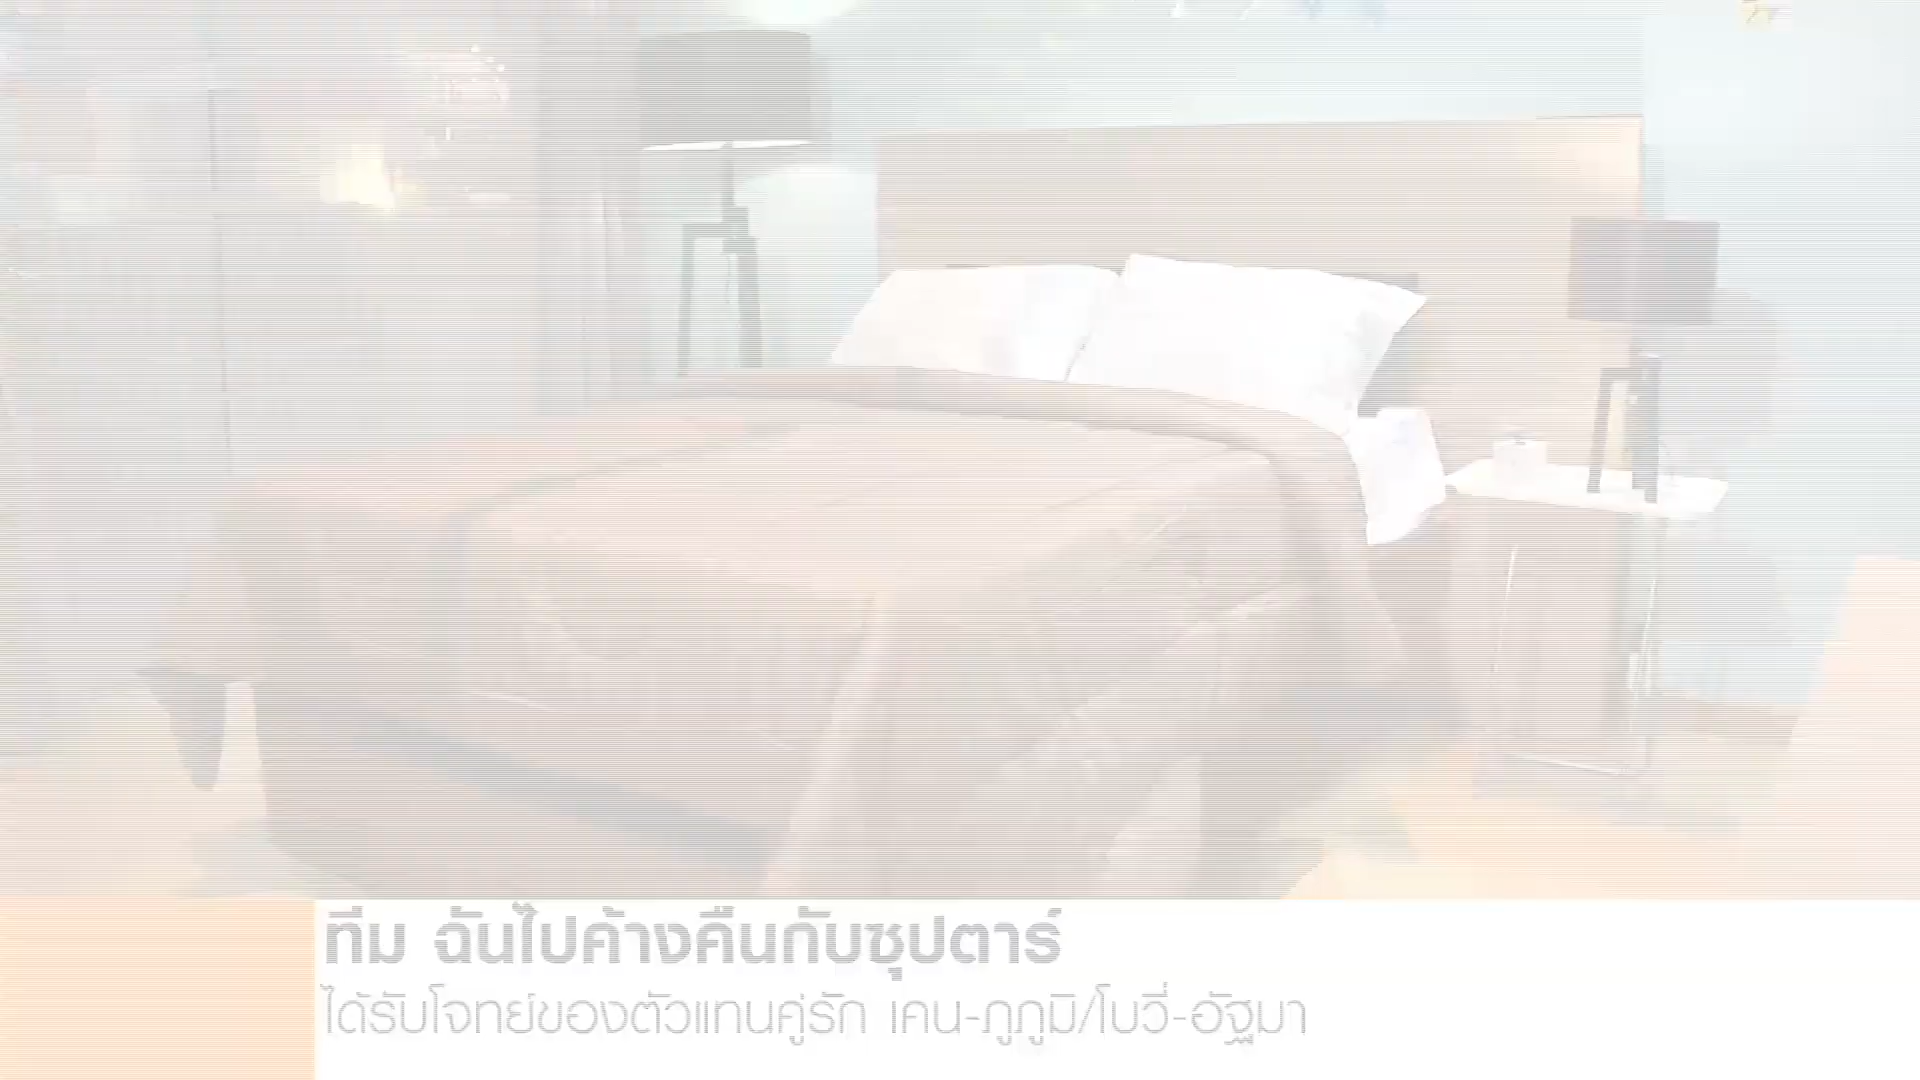 ทีม ฉันไปค้างคืนกับซุปตาร์
ได้รับโจทย์ของตัวแทนคู่รัก เคน-ภูภูมิ/โบวี่-อัฐมา